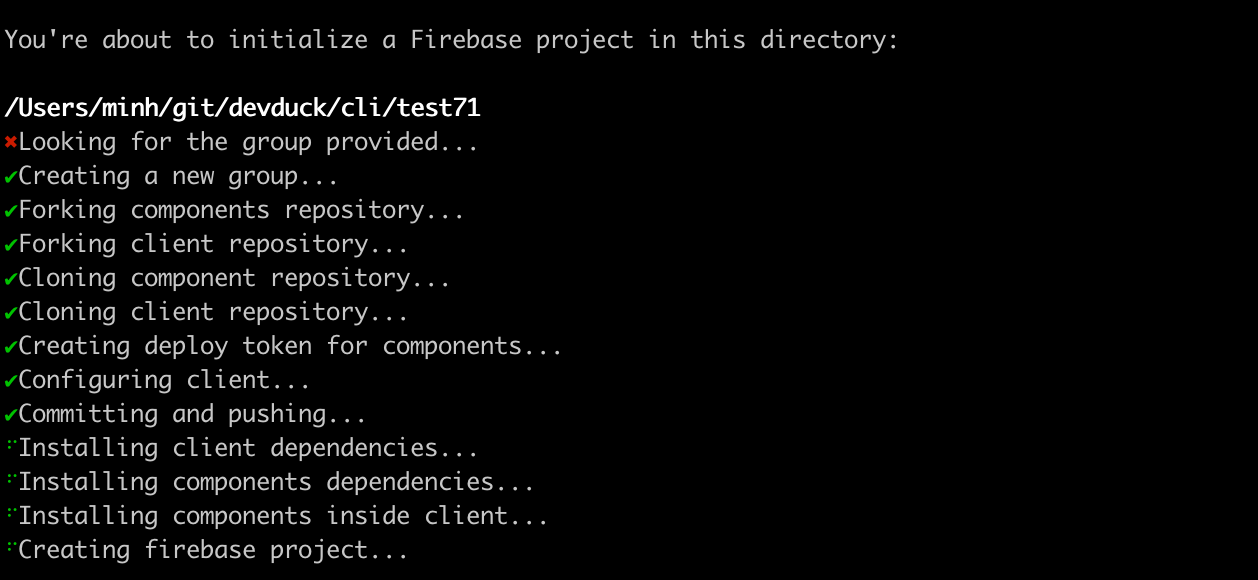 You're about to initialize a Firebase project in this directory:
/Users/minh/git/devduck/cli/test71
✖Looking for the group provided...
✔Creating a new group...
✔Forking components repository...
✔Forking client repository...
✔Cloning component repository...
✔Cloning client repository...
✔Creating deploy token for components...
✔Configuring client...
✔Committing and pushing...
⠋Installing client dependencies...
⠋Installing components dependencies...
⠋Installing components inside client...
⠋Creating firebase project...